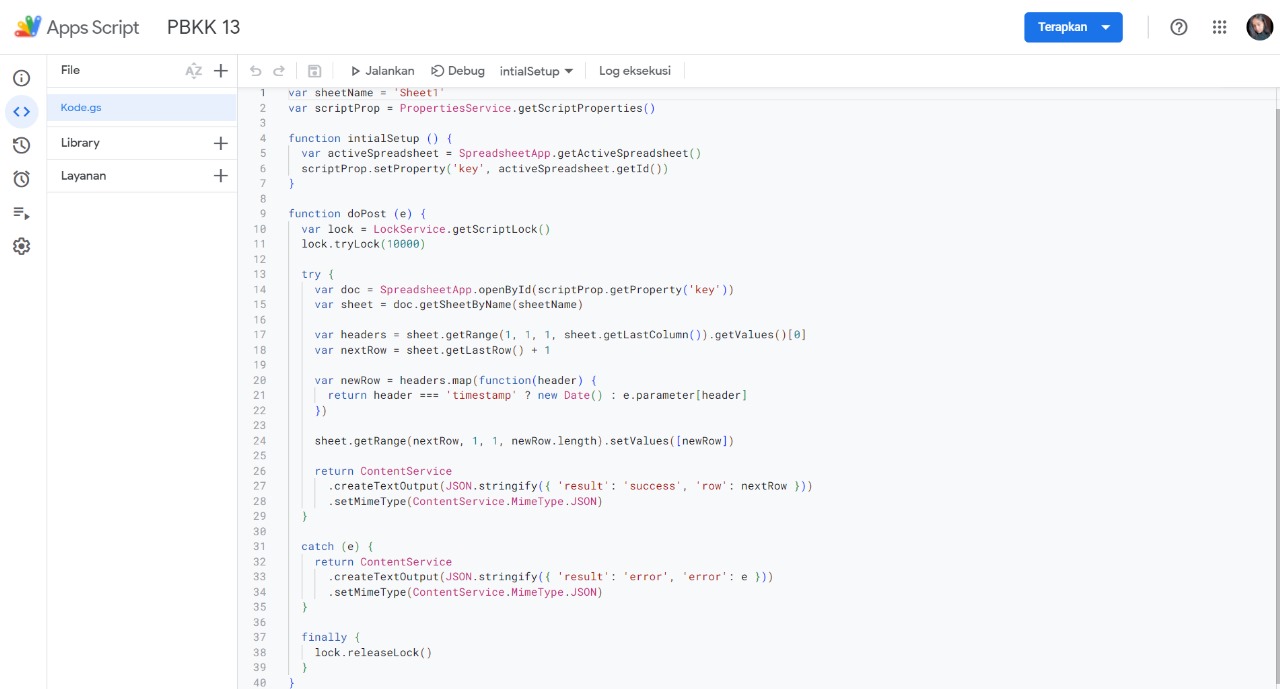 Apps Script PBKK 13 Terakpan
File AZ
Jalankan Debug intialSetup Log eksekusi
Kode.gs
Library
Layanan
1 var sheetName = 'Sheet1'
2 var scriptProp = PropertiesService.getScriptProperties()
3
4 function intialSetup () {
5 var activeSpreadsheet = SpreadsheetApp.getActiveSpreadsheet()
6 scriptProp.setProperty('key', activeSpreadsheet.getId())
7 }
8
9 function doPost (e) {
10 var lock = LockService.getScriptLock()
11 lock.tryLock(10000)
12
13 try {
14 var doc = SpreadsheetApp.openById(scriptProp.getProperty('key'))
15 var sheet = doc.getSheetByName(sheetName)
16
17 var headers = sheet.getRange(1, 1, 1, sheet.getLastColumn()).getValues()[0]
18 var nextRow = sheet.getLastRow() + 1
19
20 var newRow = headers.map(function(header) {
21 return header === 'timestamp' ? new Date() : e.parameter[header]
22 })
23
24 sheet.getRange(nextRow, 1, 1, newRow.length).setValues([newRow])
25
26 return ContentService
27 .createTextOutput(JSON.stringify({ 'result': 'success', 'row': nextRow }))
28 .setMimeType(ContentService.MimeType.JSON)
29 }
30
31 catch (e) {
32 return ContentService
33 .createTextOutput(JSON.stringify({ 'result': 'error', 'error': e }))
34 .setMimeType(ContentService.MimeType.JSON)
35 }
36
37 finally {
38 lock.releaseLock()
39 }
40 }